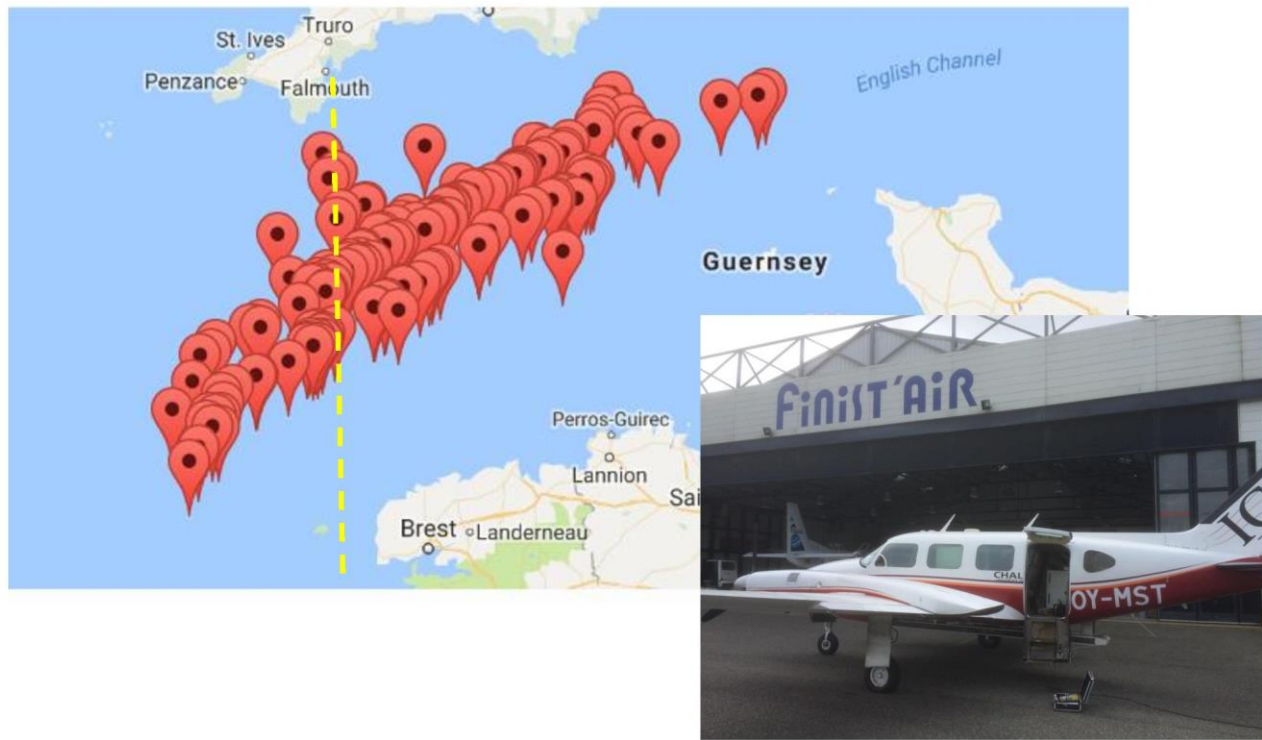 Truro
St. Ives
Penzance
Falmouth
English Channel
Guernsey
Perros-Guirec
Lannion
Sai
Brest
Landerneau
FiNiST'AiR
CHAL
OY-MST